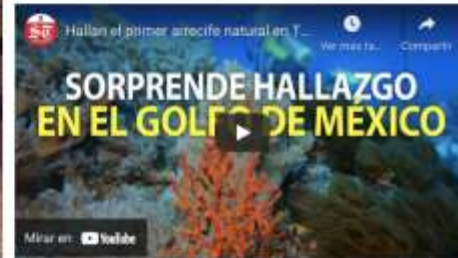 Hallan el primer arrecife natural en T...
Ver más ta...
Compartir
SORPRENDE HALLAZGO
EN EL GOLFO DE MÉXICO
Mirar en YouTube